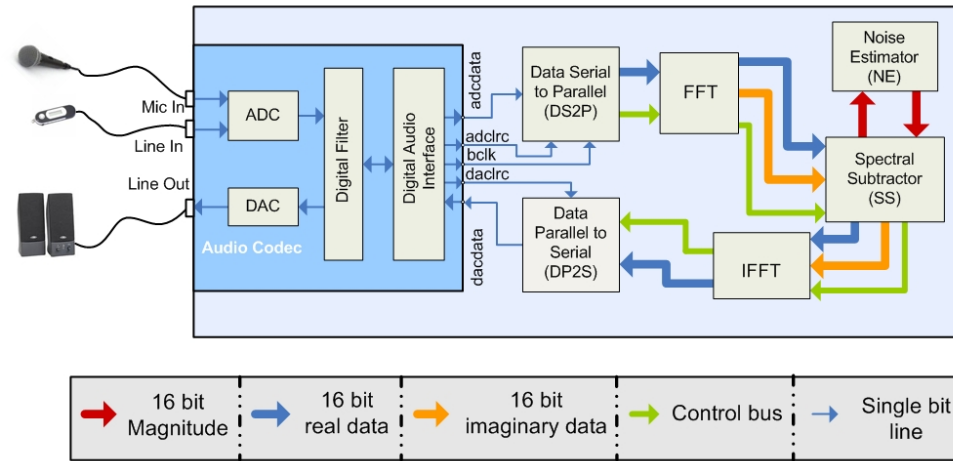 Mic In
Line In
Line Out
ADC
DAC
Audio Codec
Digital Filter
Digital Audio
Interface
adcdata
adclrc
bclk
daclrc
dacdata
Data Serial
to Parallel
(DS2P)
Data
Parallel to
Serial
(DP2S)
FFT
IFFT
Noise
Estimator
(NE)
Spectral
Subtractor
(SS)
16 bit
Magnitude
16 bit
real data
16 bit
imaginary data
Control bus
Single bit
line